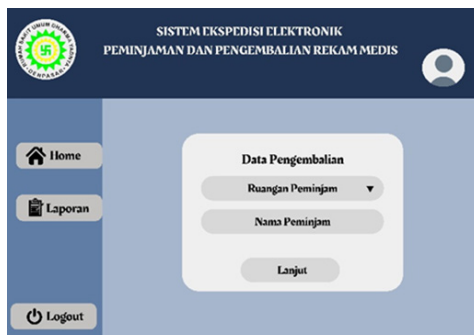 SISTEM EKSPEDISI ELEKTRONIK
PEMINJAMAN DAN PENGEMBALIAN REKAM MEDIS
Home
Laporan
Logout
Data Pengembalian
Ruangan Peminjam
Nama Peminjam
Lanjut